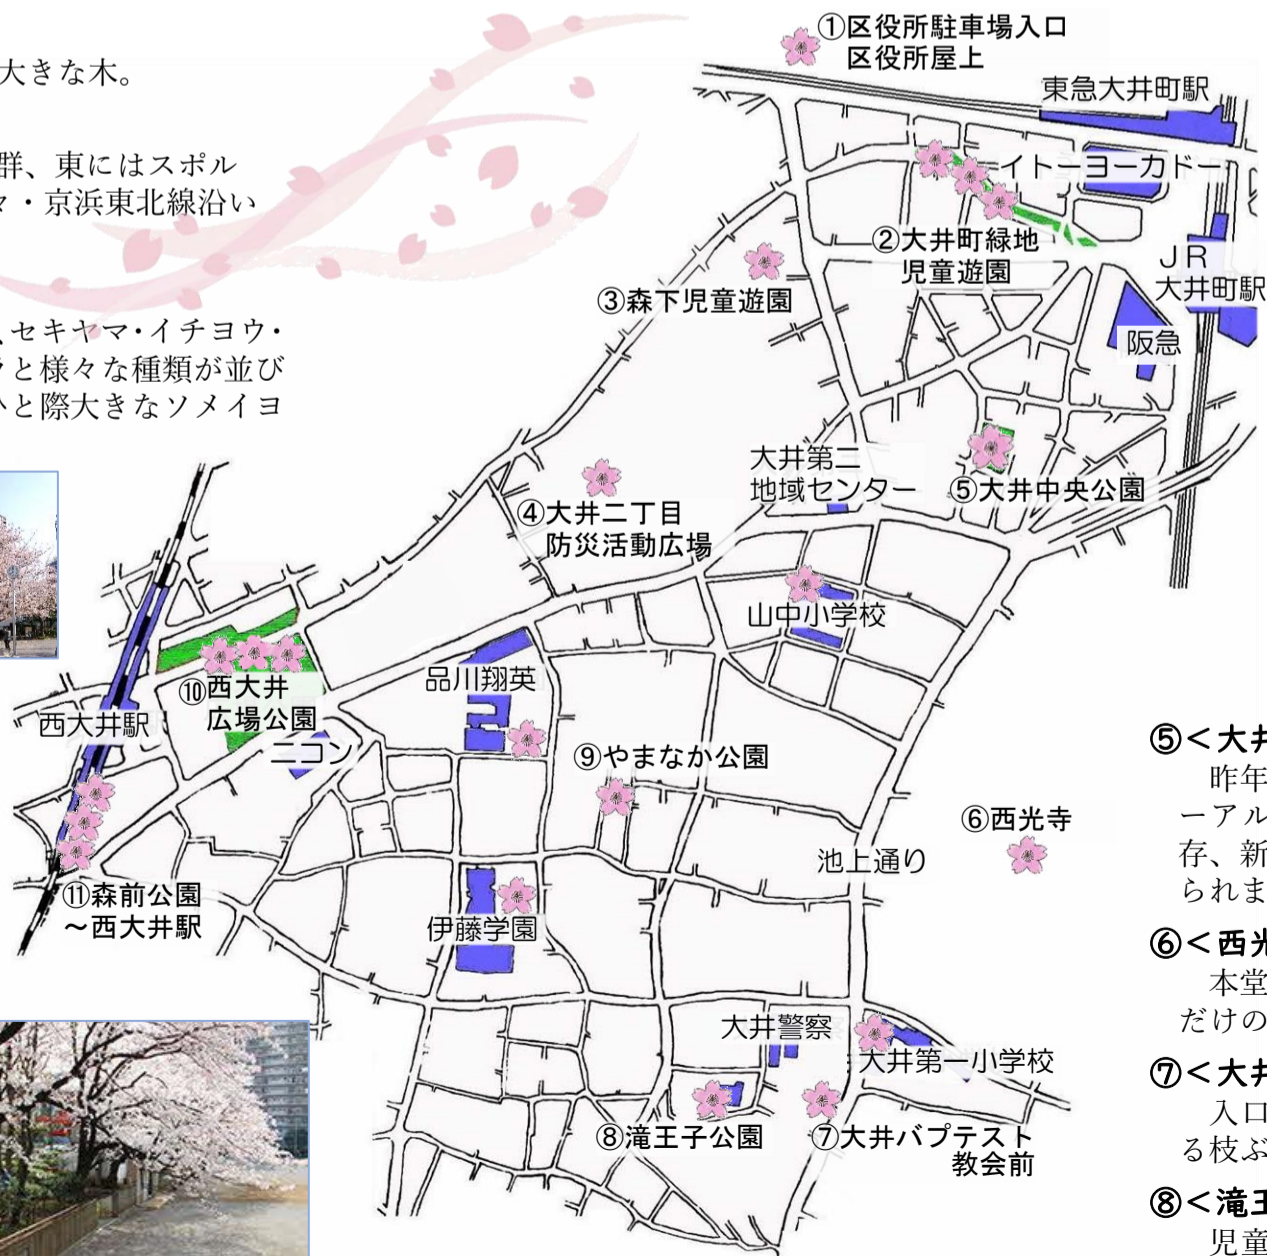 大きな木。
群、東にはスポル
々・京浜東北線沿い
、セキヤマ・イチヨウ・
ラと様々な種類が並び
ひと際大きなソメイヨ
①区役所駐車場入口
区役所屋上
東急大井町駅
イトーヨーカドー
②大井町緑地
児童遊園
JR
大井町駅
③森下児童遊園
阪急
大井第二
地域センター
⑤大井中央公園
④大井二丁目
防災活動広場
山中小学校
品川翔英
⑩西大井
広場公園
西大井駅
ニコン
⑨やまなか公園
⑥西光寺
池上通り
⑪森前公園
～西大井駅
伊藤学園
大井警察
大井第一小学校
⑧滝王子公園
⑦大井バプテスト
教会前
⑤＜大井
昨年
ーアル
存、新
られま
⑥＜西光
本堂
だけの
⑦＜大井
入口
る枝ぶ
⑧＜滝王
児童